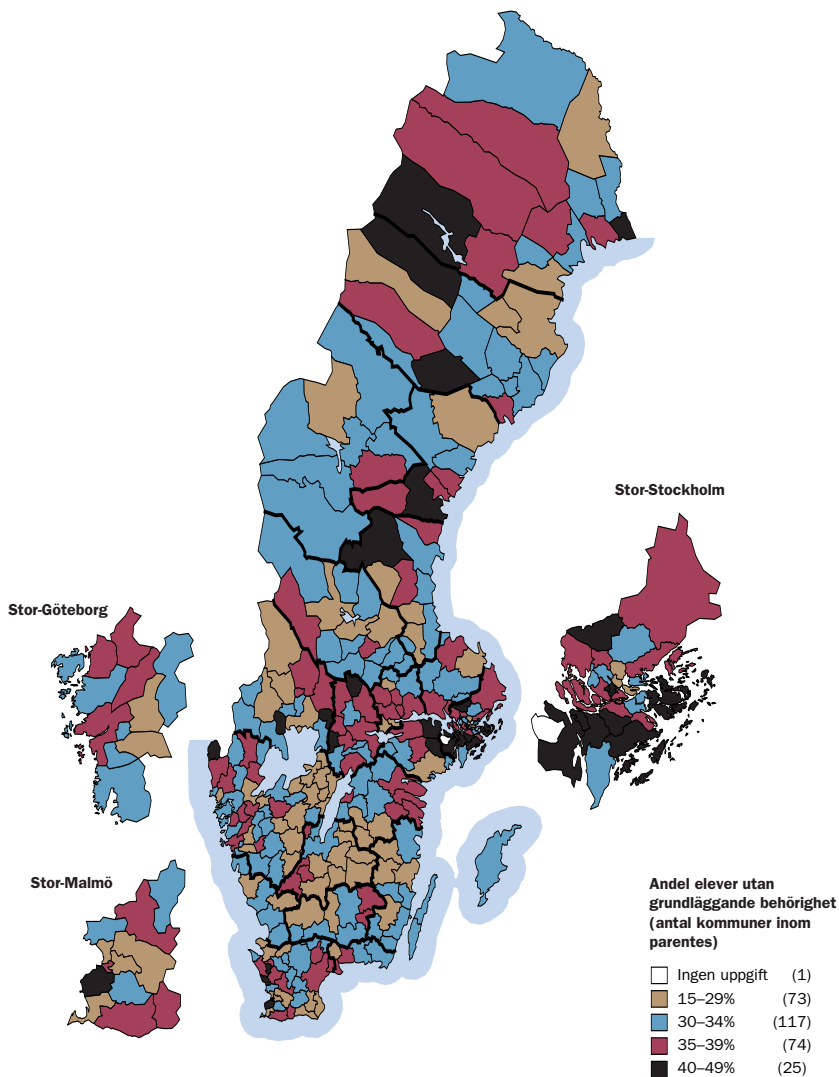 Stor-Stockholm
Stor-Göteborg
Stor-Malmö
Andel elever utan
grundläggande behörighet
(antal kommuner inom
parentes)
Ingen uppgift (1)
15–29% (73)
30–34% (117)
35–39% (74)
40–49% (25)